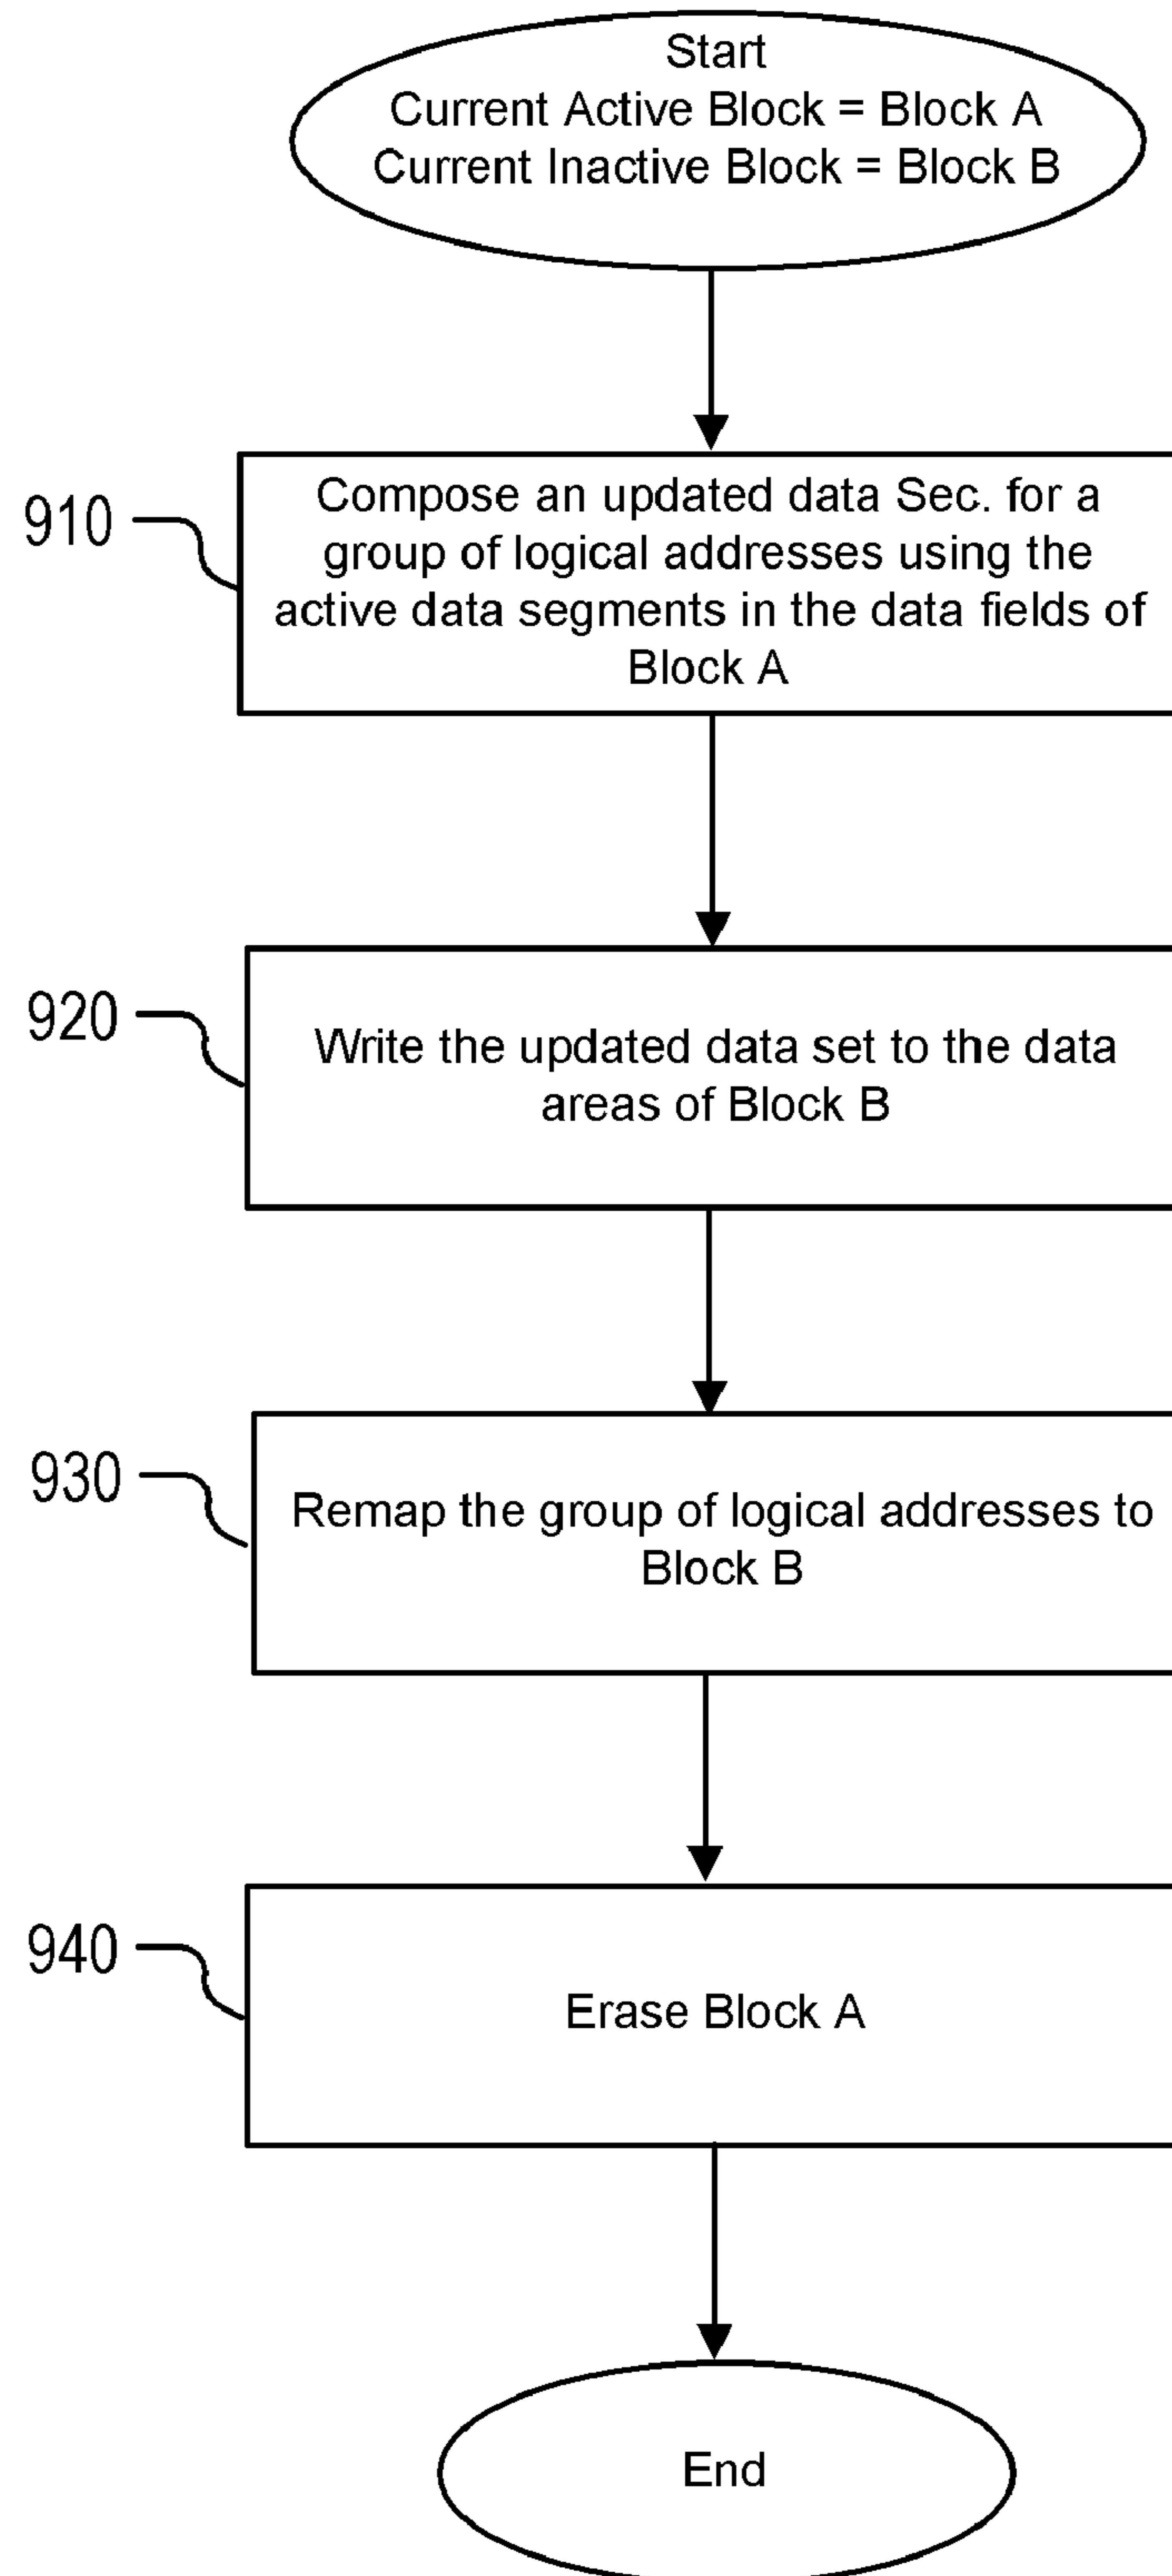 Start
Current Active Block = Block A
Current Inactive Block = Block B
910
Compose an updated data Sec. for a
group of logical addresses using the
active data segments in the data fields of
Block A
920
Write the updated data set to the data
areas of Block B
930
Remap the group of logical addresses to
Block B
940
Erase Block A
End